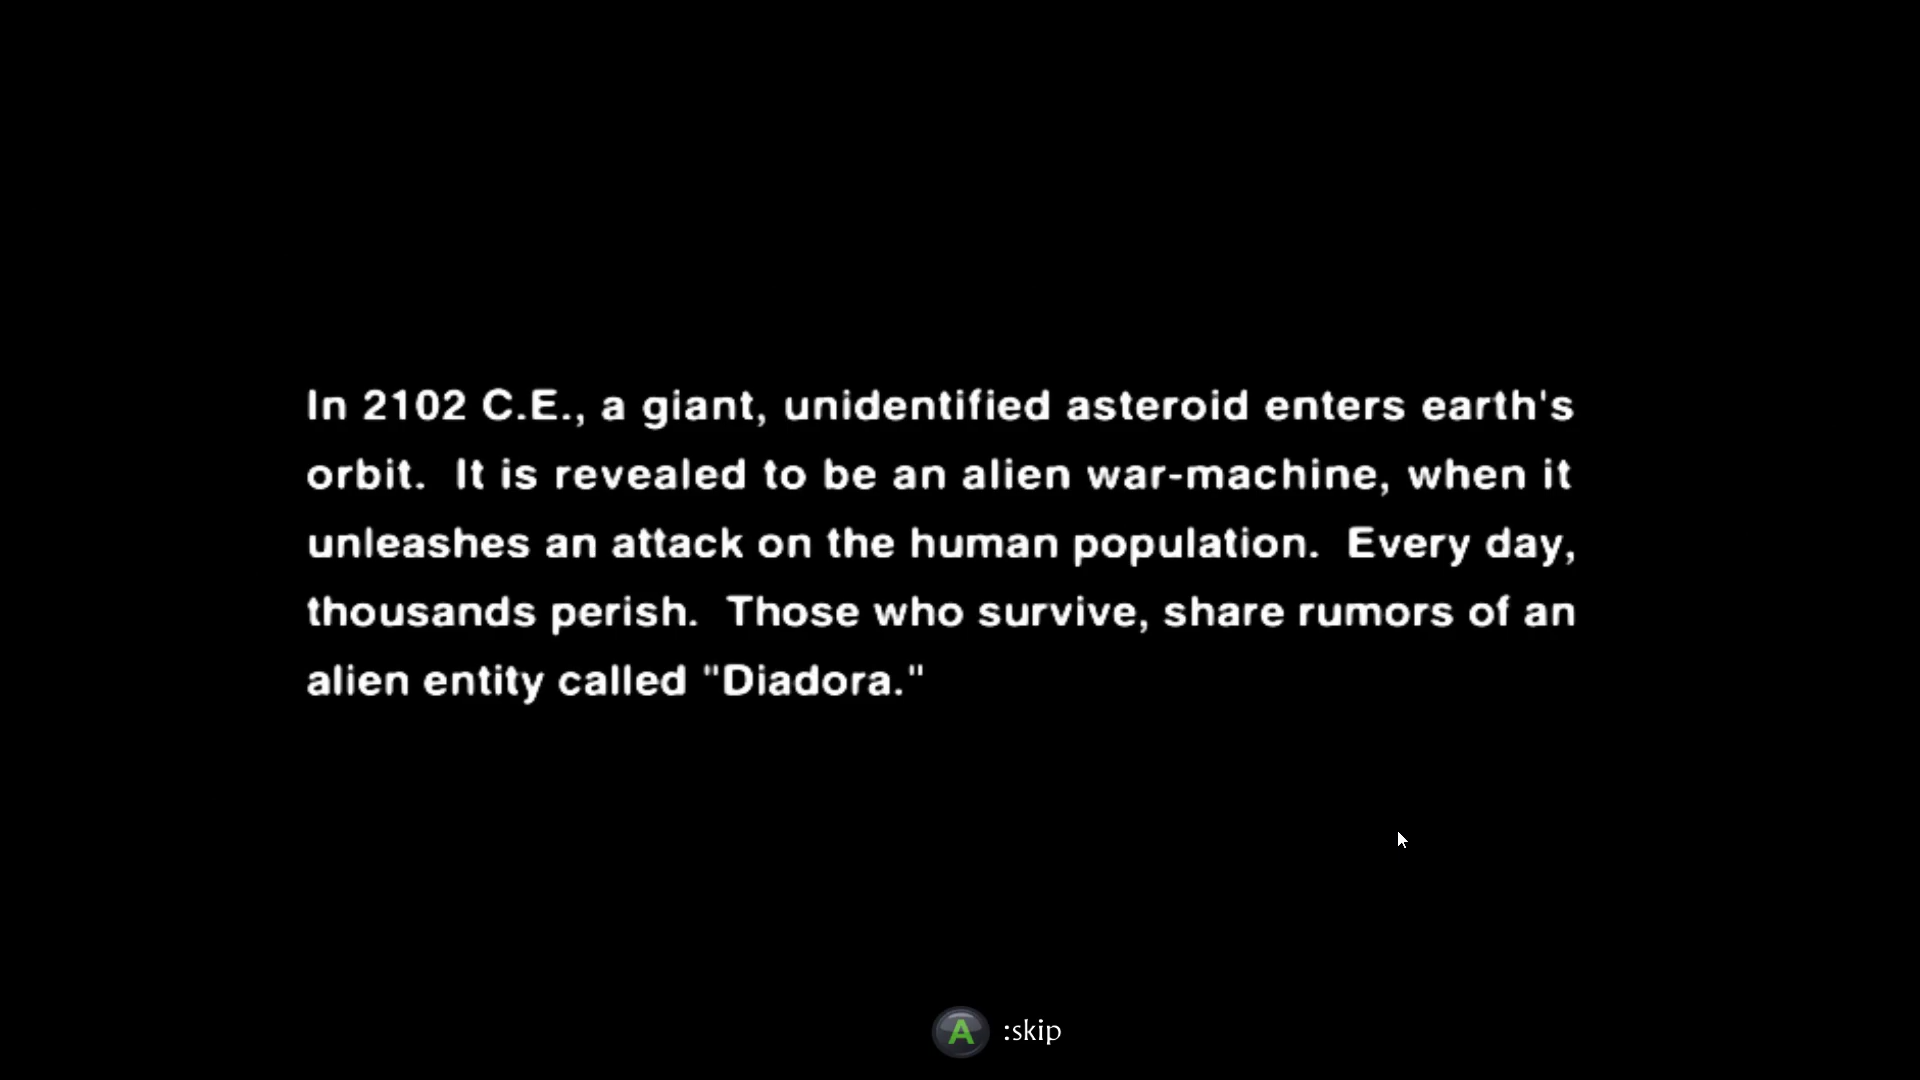 In 2102 C.E., a giant, unidentified asteroid enters earth's
orbit.  It is revealed to be an alien war-machine, when it
unleashes an attack on the human population.  Every day,
thousands perish.  Those who survive, share rumors of an
alien entity called "Diadora."
A :skip